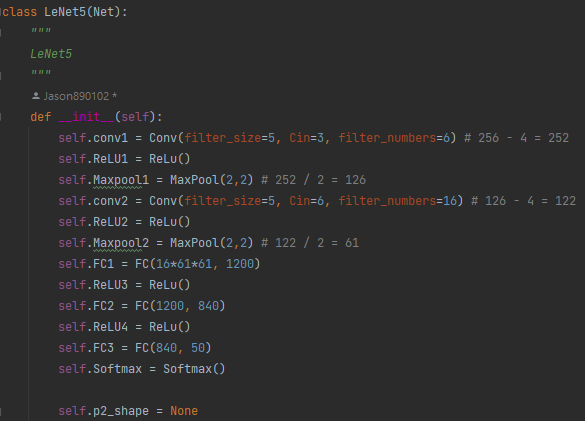 class LeNet5(Net):
"""
LeNet5
"""
Jason890102 *
def __init__(self):
self.conv1 = Conv(filter_size=5, Cin=3, filter_numbers=6) # 256 - 4 = 252
self.ReLU1 = ReLu()
self.Maxpool1 = MaxPool(2,2) # 252 / 2 = 126
self.conv2 = Conv(filter_size=5, Cin=6, filter_numbers=16) # 126 - 4 = 122
self.ReLU2 = ReLu()
self.Maxpool2 = MaxPool(2,2) # 122 / 2 = 61
self.FC1 = FC(16*61*61, 1200)
self.ReLU3 = ReLu()
self.FC2 = FC(1200, 840)
self.ReLU4 = ReLu()
self.FC3 = FC(840, 50)
self.Softmax = Softmax()
self.p2_shape = None